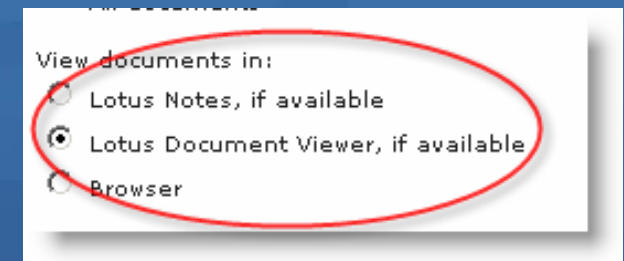 View documents in:
Lotus Notes, if available
Lotus Document Viewer, if available
Browser